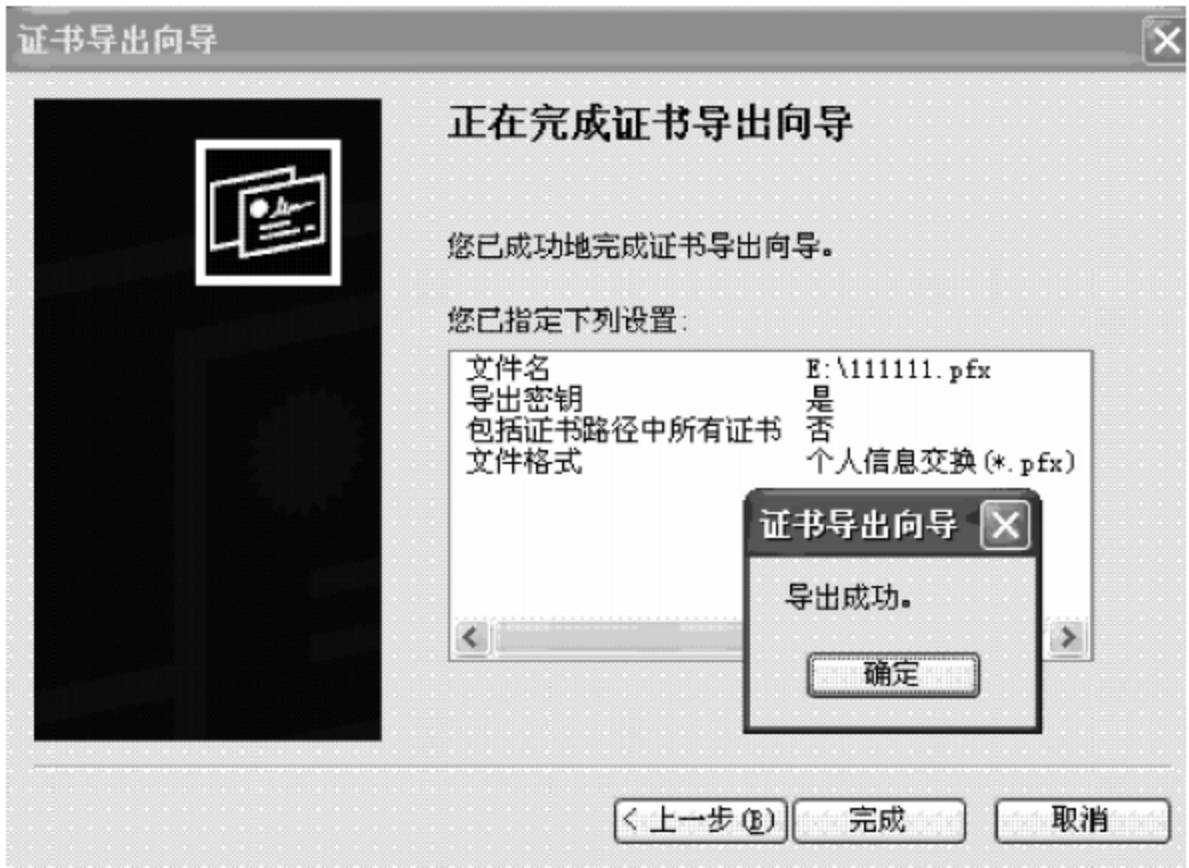 证书导出向导
正在完成证书导出向导
您已成功地完成证书导出向导。
您已指定下列设置:
文件名 E:\111111.pfx
导出密钥 是
包括证书路径中所有证书 否
文件格式 个人信息交换(*.pfx)
证书导出向导
导出成功。
确定
< 上一步(B) 完成 取消